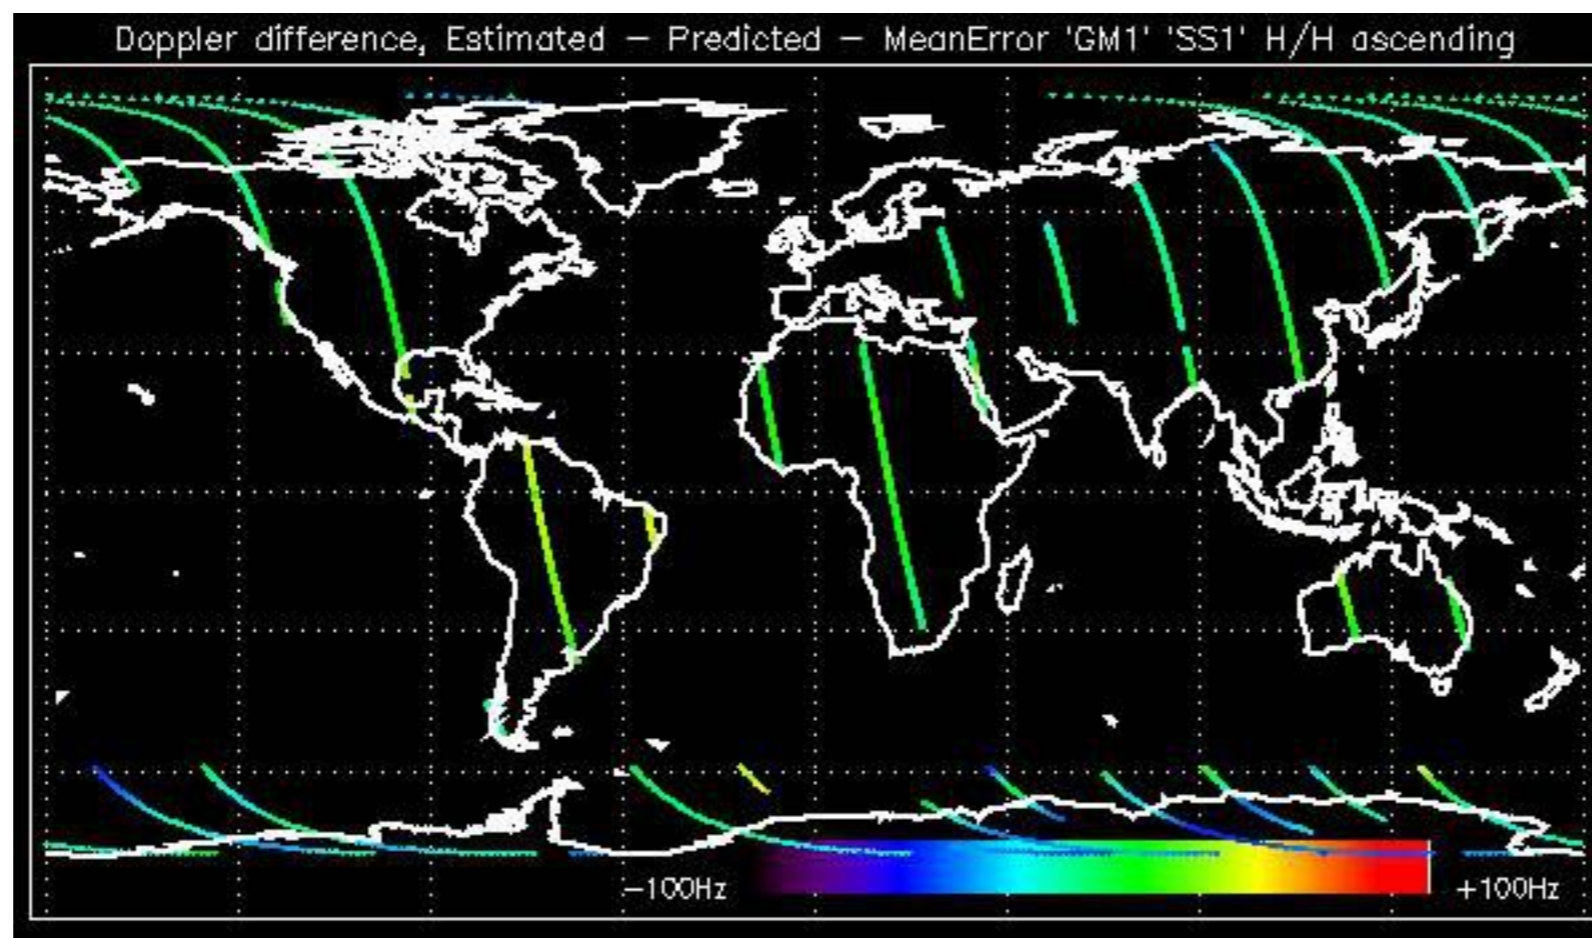 Doppler difference, Estimated – Predicted – MeanError 'GM1' 'SS1' H/H ascending
–100Hz +100Hz